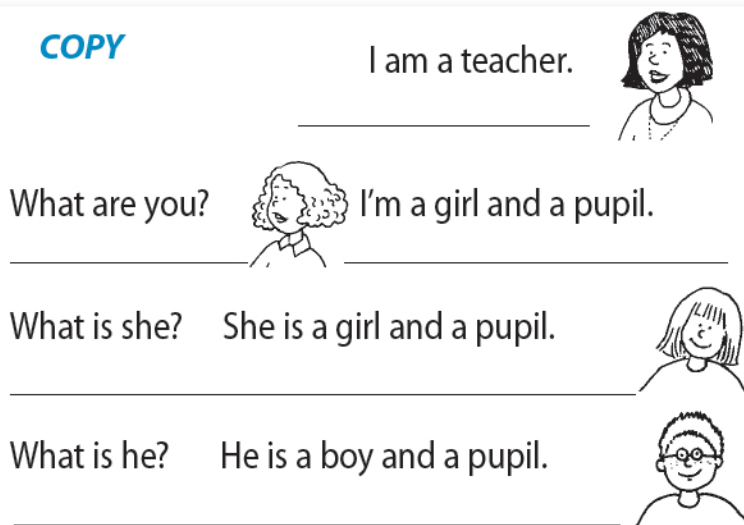 COPY
I am a teacher.
What are you? I'm a girl and a pupil.
What is she? She is a girl and a pupil.
What is he? He is a boy and a pupil.